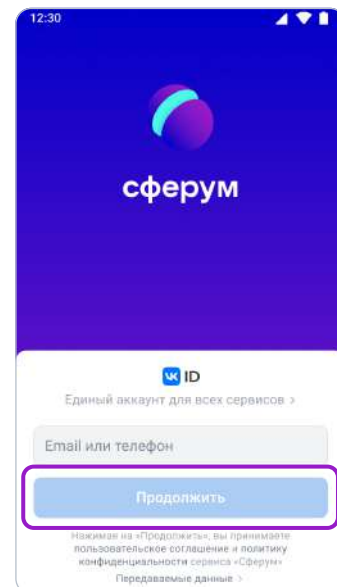 12:30
сферум
VK ID
Единый аккаунт для всех сервисов >
Email или телефон
Продолжить
Нажимая на «Продолжить», вы принимаете
пользовательское соглашение и политику
конфиденциальности сервиса «Сферум»
Передаваемые данные >